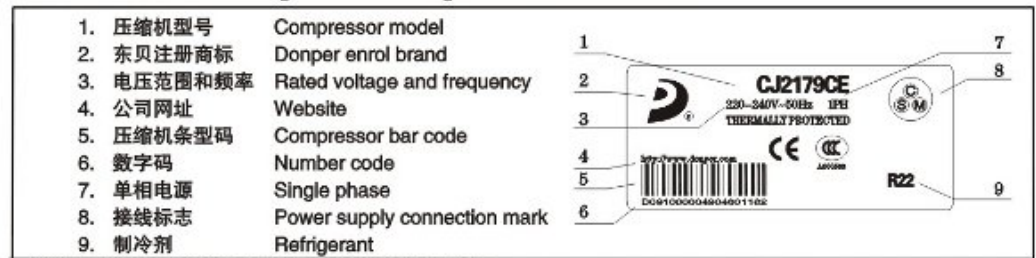 1. 压缩机型号 Compressor model
2. 东贝注册商标 Donper enrol brand
3. 电压范围和频率 Rated voltage and frequency
4. 公司网址 Website
5. 压缩机条型码 Compressor bar code
6. 数字码 Number code
7. 单相电源 Single phase
8. 接线标志 Power supply connection mark
9. 制冷剂 Refrigerant
1
2
3
4
5
6
7
8
9
CJ2179CE
220~240V~50Hz 1PH
THERMALLY PROTECTED
C
S M
®
CE CCC
http://www.donper.com
R22